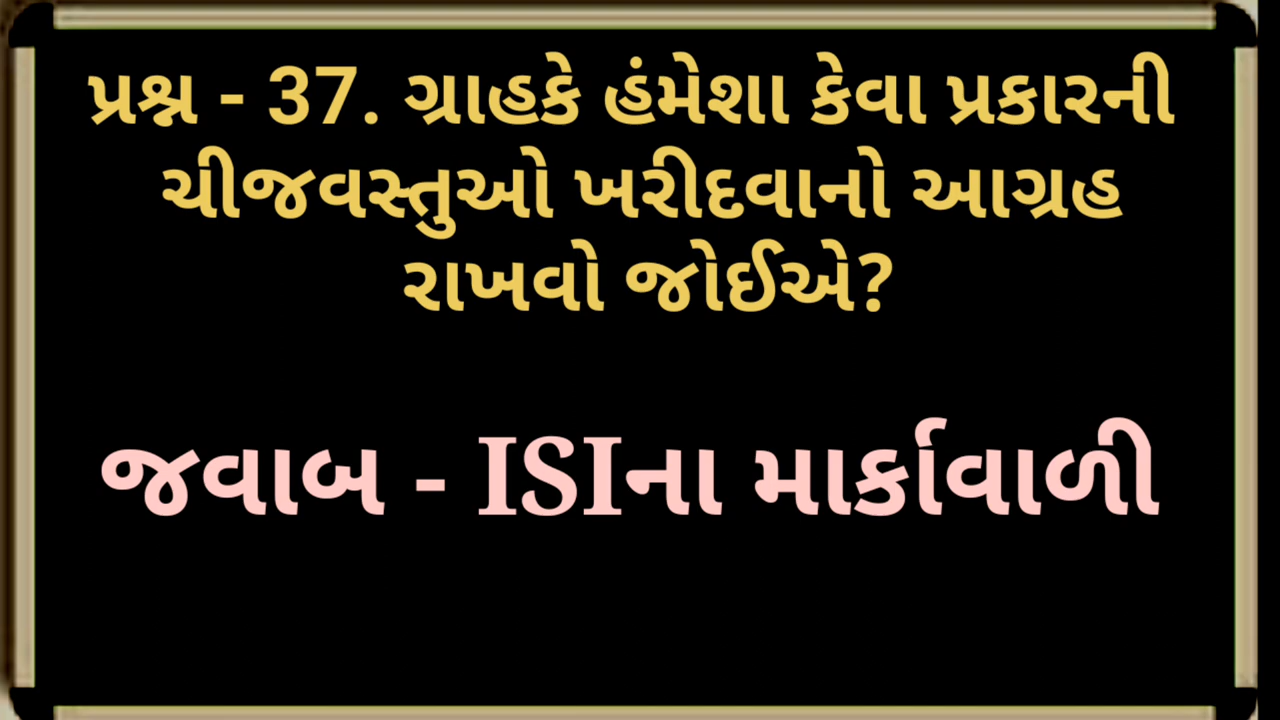 પ્રશ્ન - 37. ગ્રાહકે હંમેશા કેવા પ્રકારની
ચીજવસ્તુઓ ખરીદવાનો આગ્રહ
રાખવો જોઈએ?
જવાબ - ISIના માર્કાવાળી